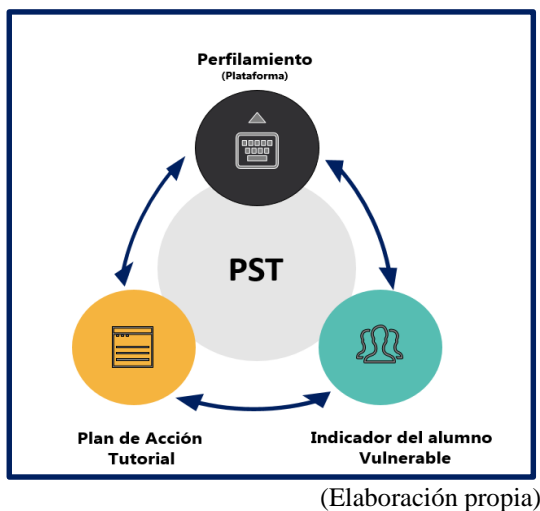 Perfilamiento
(Plataforma)
PST
Plan de Acción
Tutorial
Indicador del alumno
Vulnerable
(Elaboración propia)